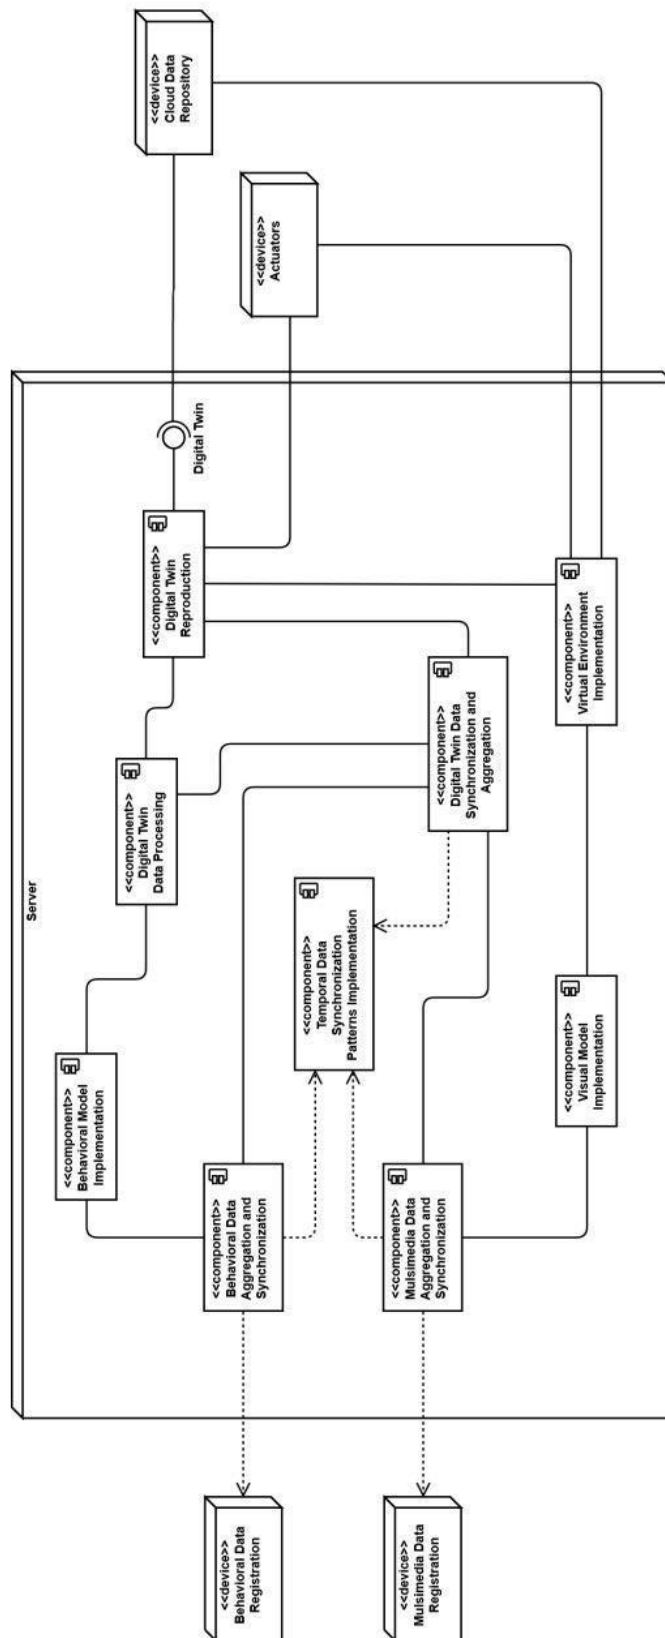 <<device>>
Behavioral Data
Registration
<<device>>
Mulsimedia Data
Registration
Server
<<component>>
Behavioral Model
Implementation
<<component>>
Behavioral Data
Aggregation and
Synchronization
<<component>>
Mulsimedia Data
Aggregation and
Synchronization
<<component>>
Temporal Data
Synchronization
Patterns Implementation
<<component>>
Visual Model
Implementation
<<component>>
Digital Twin
Data Processing
<<component>>
Digital Twin Data
Synchronization and
Aggregation
<<component>>
Digital Twin
Reproduction
<<component>>
Virtual Environment
Implementation
Digital Twin
<<device>>
Actuators
<<device>>
Cloud Data
Repository